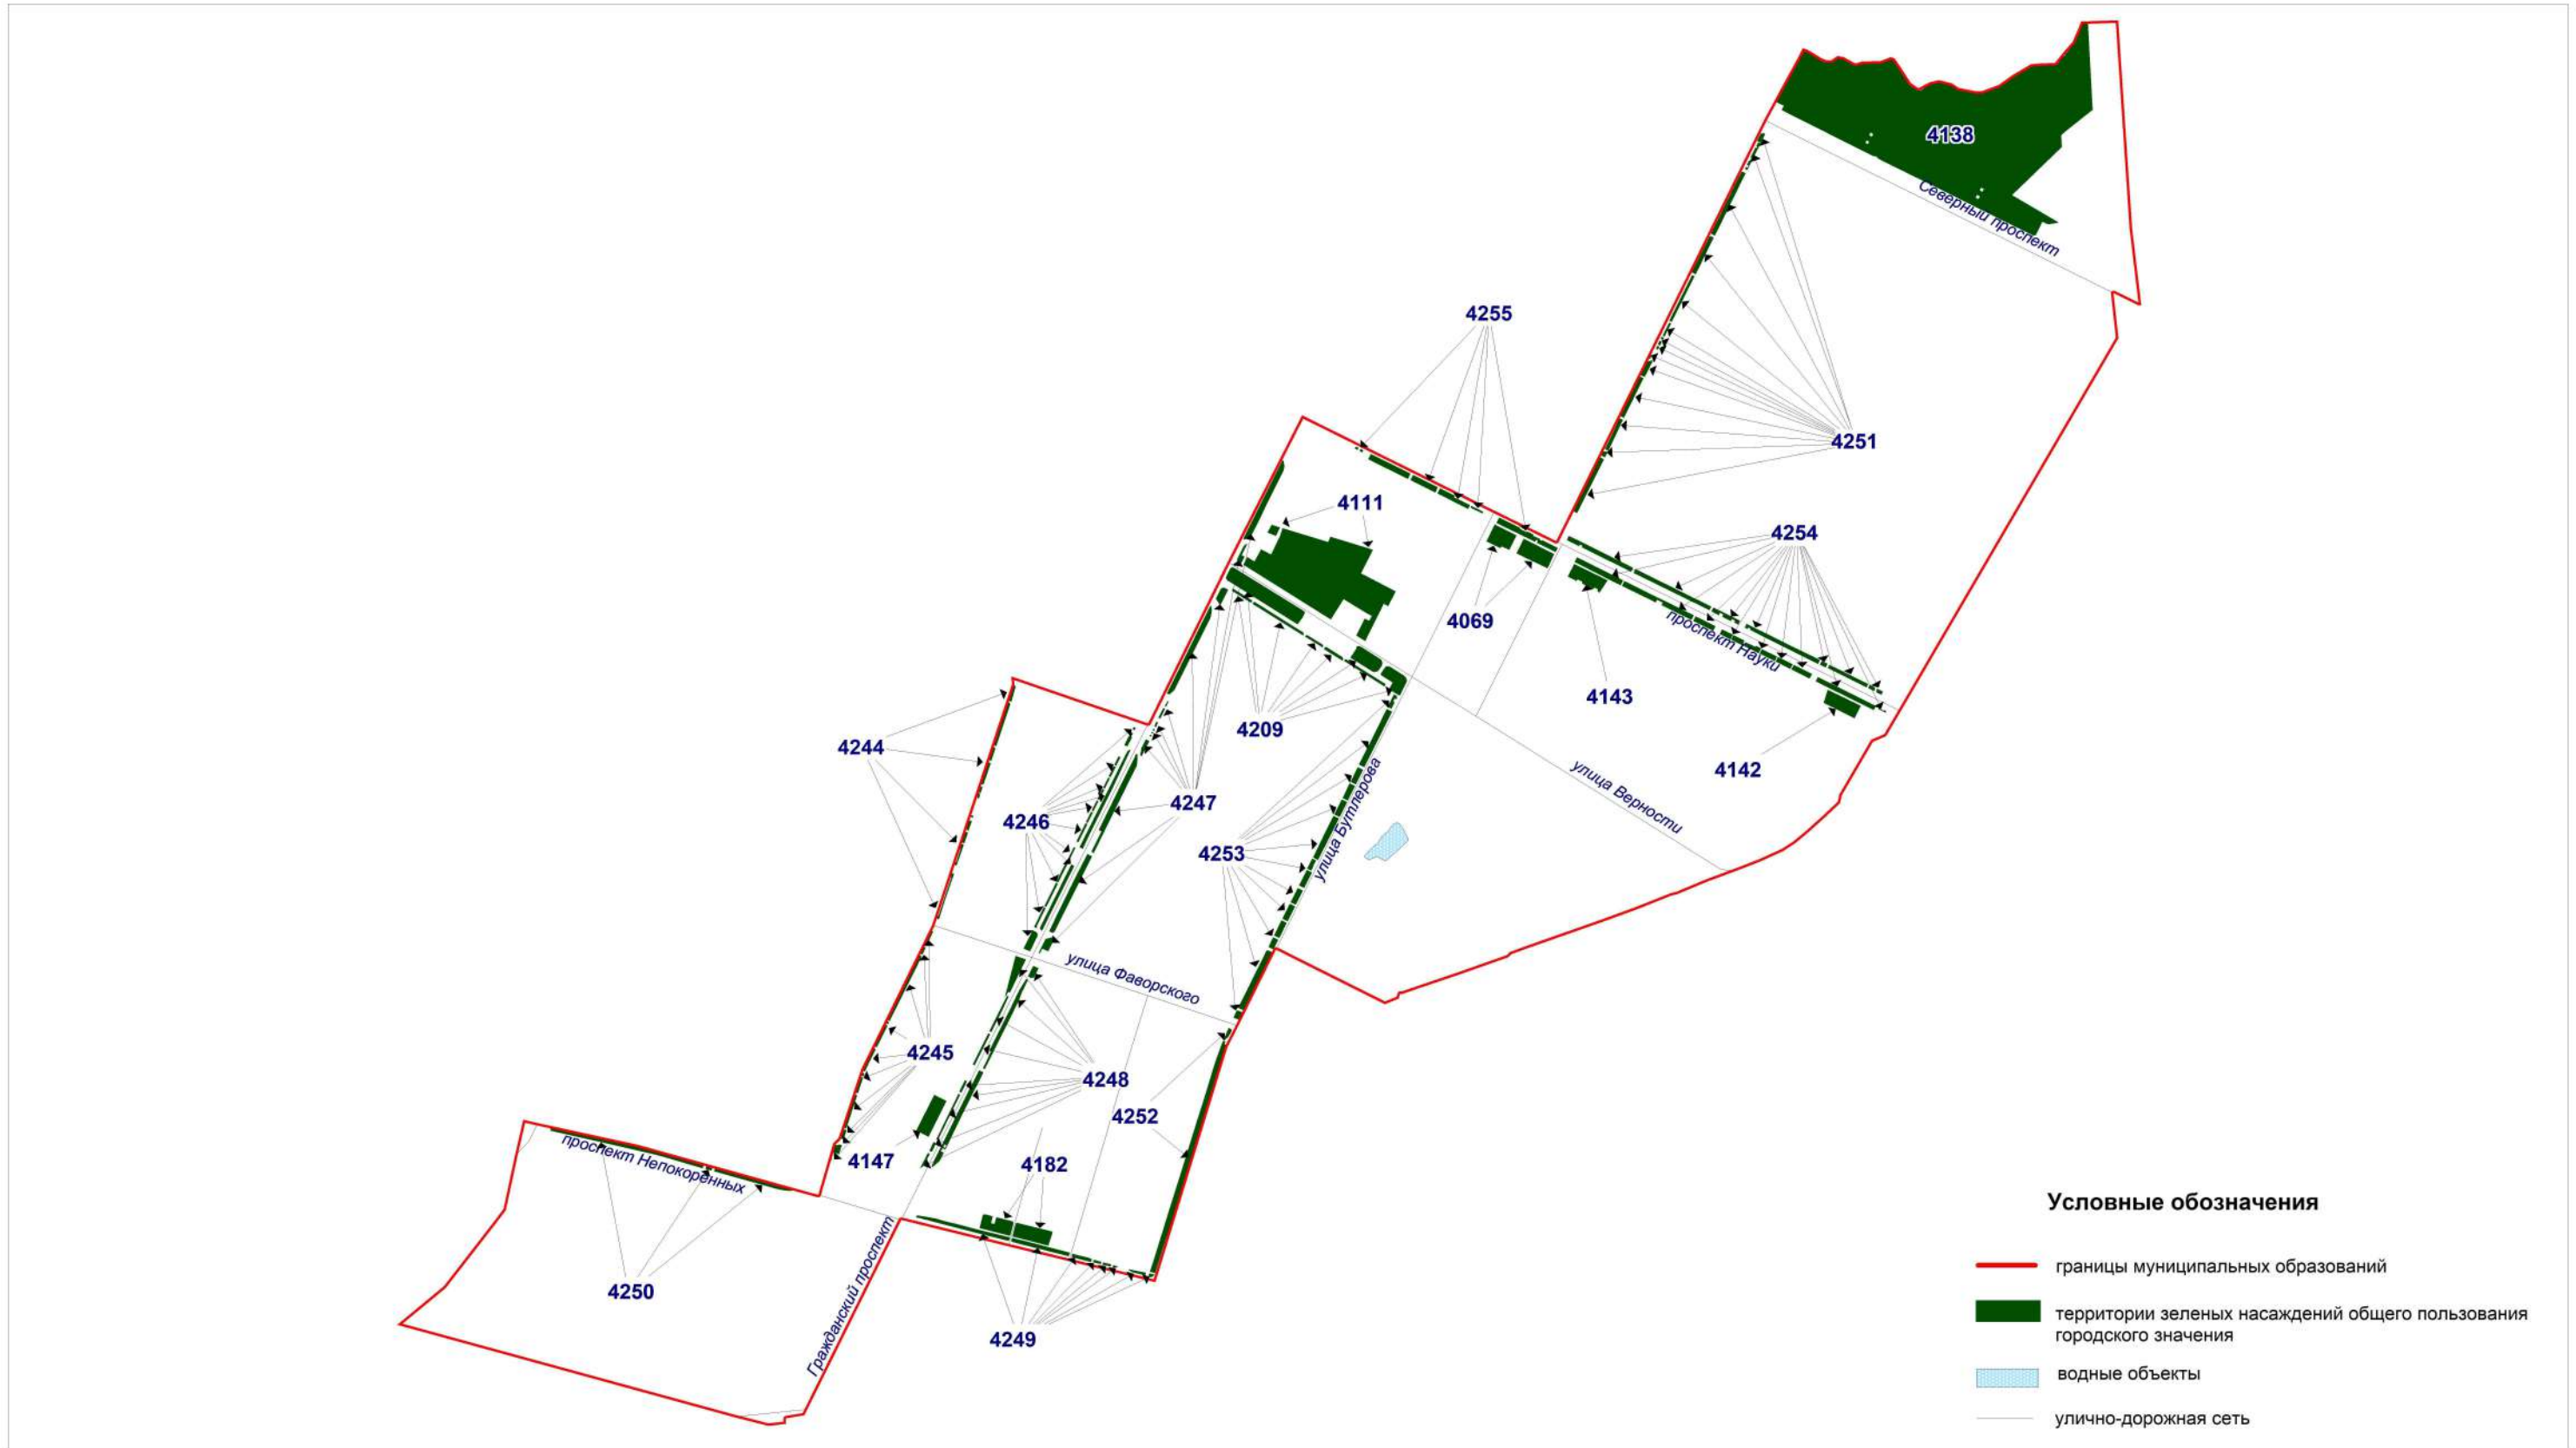 4138
Северный проспект
4255
4251
4111
4254
4069
проспект Науки
4143
4209
4244
4142
4247
улица Верности
4246
улица Бутлерова
4253
улица Фаворского
4245
4248
4252
4147
4182
проспект Непокоренных
4250
Гражданский проспект
4249
Условные обозначения
границы муниципальных образований
территории зеленых насаждений общего пользования
городского значения
водные объекты
улично-дорожная сеть